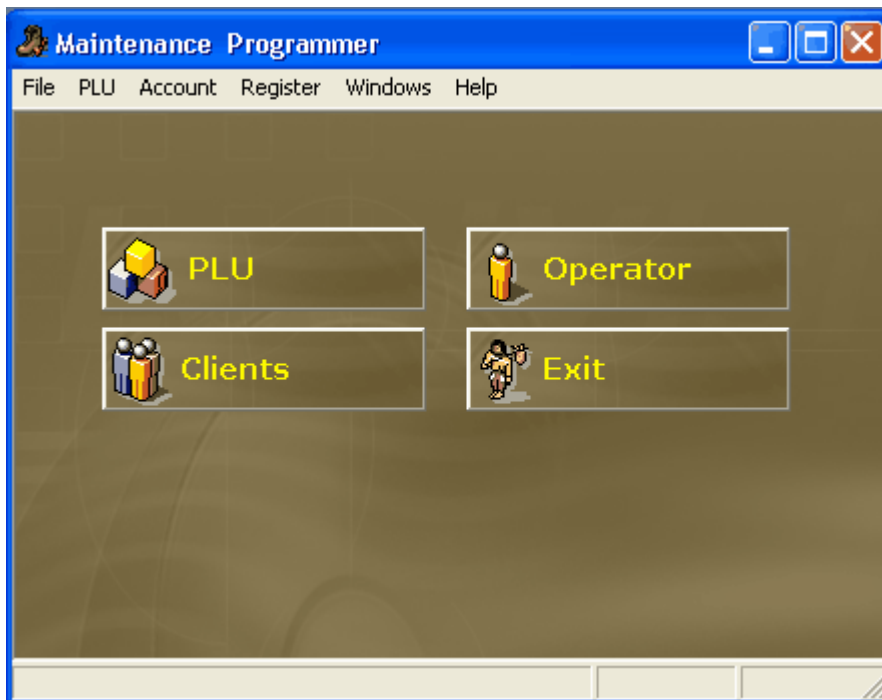 Maintenance Programmer
File PLU Account Register Windows Help
PLU Operator
Clients Exit